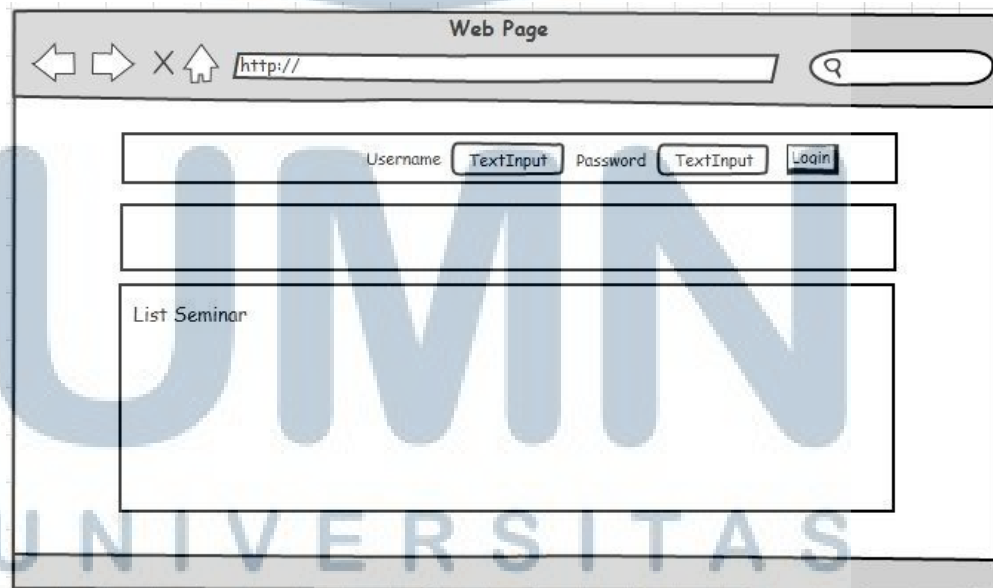 Web Page
http://
Username TextInput Password TextInput Login
List Seminar
UMN
UNIVERSITAS